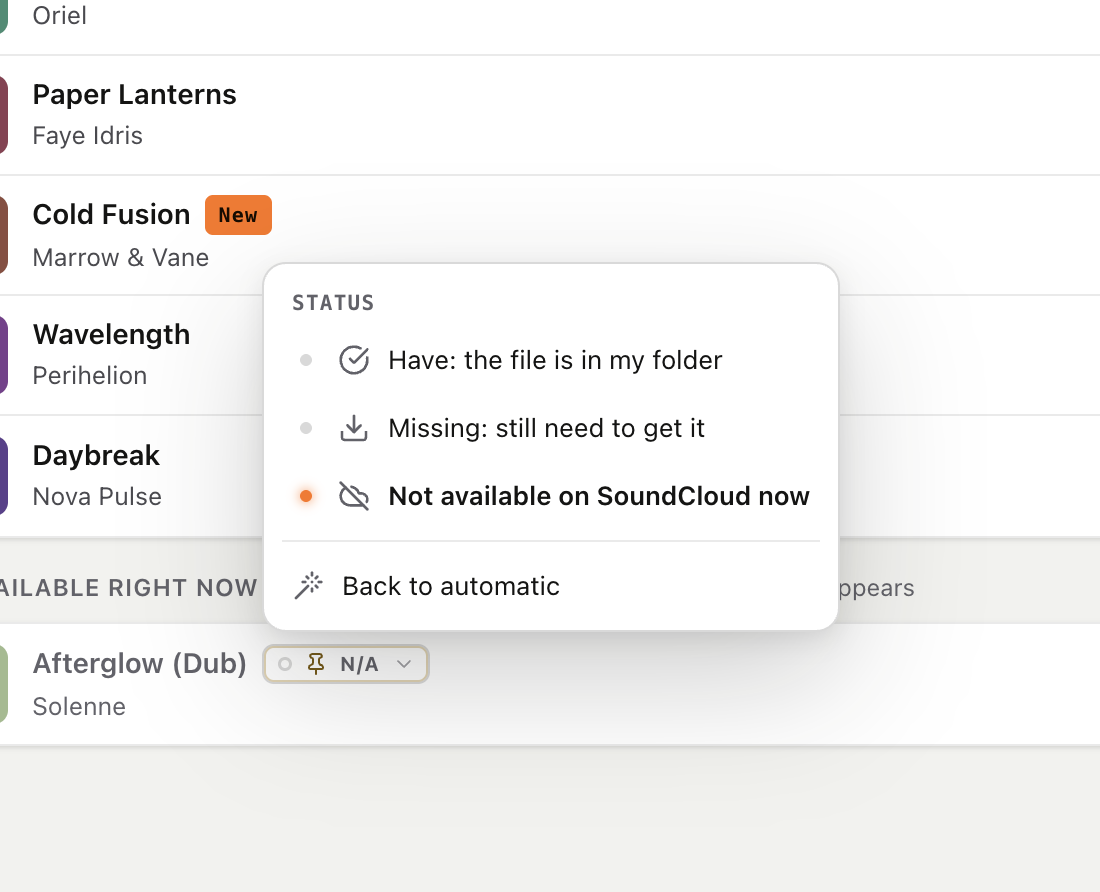 Oriel
Paper Lanterns
Faye Idris
Cold Fusion New
Marrow & Vane
Wavelength
Perihelion
Daybreak
Nova Pulse
STATUS
Have: the file is in my folder
Missing: still need to get it
Not available on SoundCloud now
Back to automatic
AILABLE RIGHT NOW ppears
Afterglow (Dub) N/A
Solenne